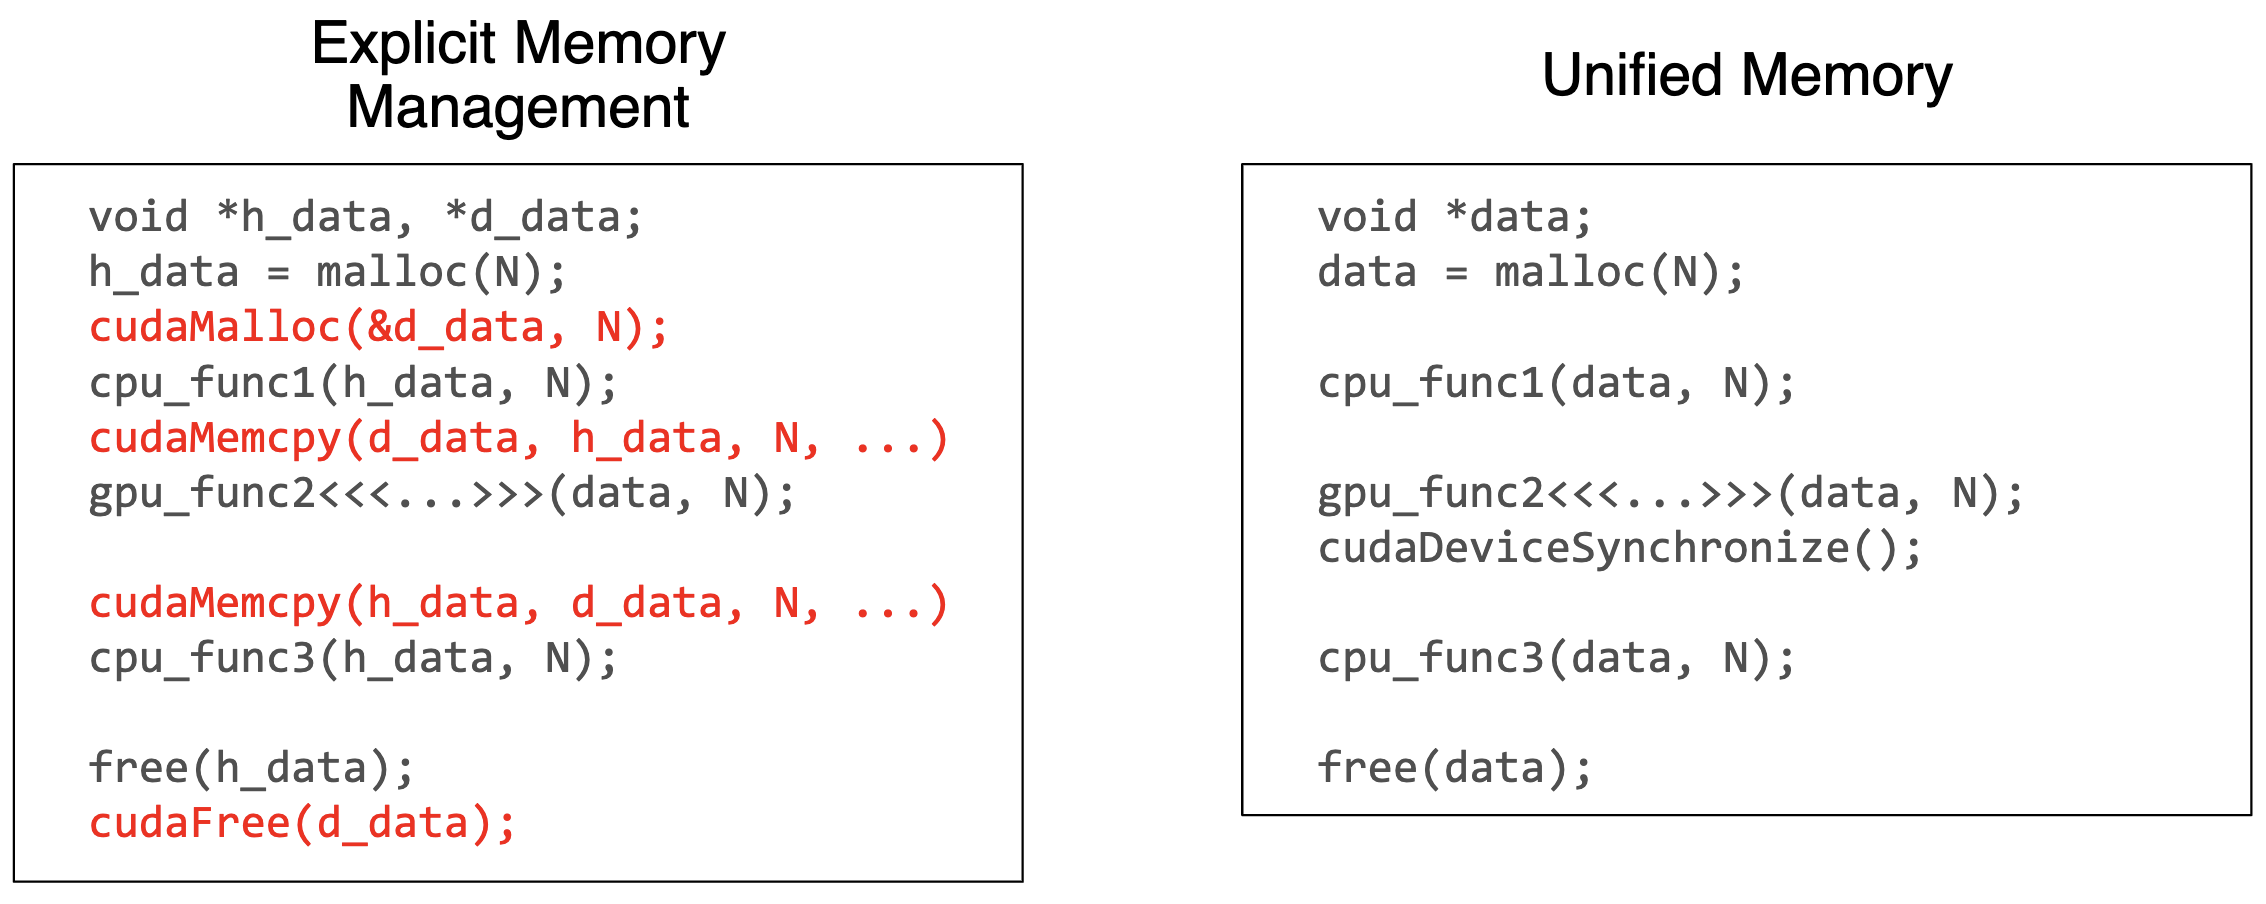 Explicit Memory
Management
void *h_data, *d_data;
h_data = malloc(N);
cudaMalloc(&d_data, N);
cpu_func1(h_data, N);
cudaMemcpy(d_data, h_data, N, ...)
gpu_func2<<<...>>>(data, N);
cudaMemcpy(h_data, d_data, N, ...)
cpu_func3(h_data, N);
free(h_data);
cudaFree(d_data);
Unified Memory
void *data;
data = malloc(N);
cpu_func1(data, N);
gpu_func2<<<...>>>(data, N);
cudaDeviceSynchronize();
cpu_func3(data, N);
free(data);